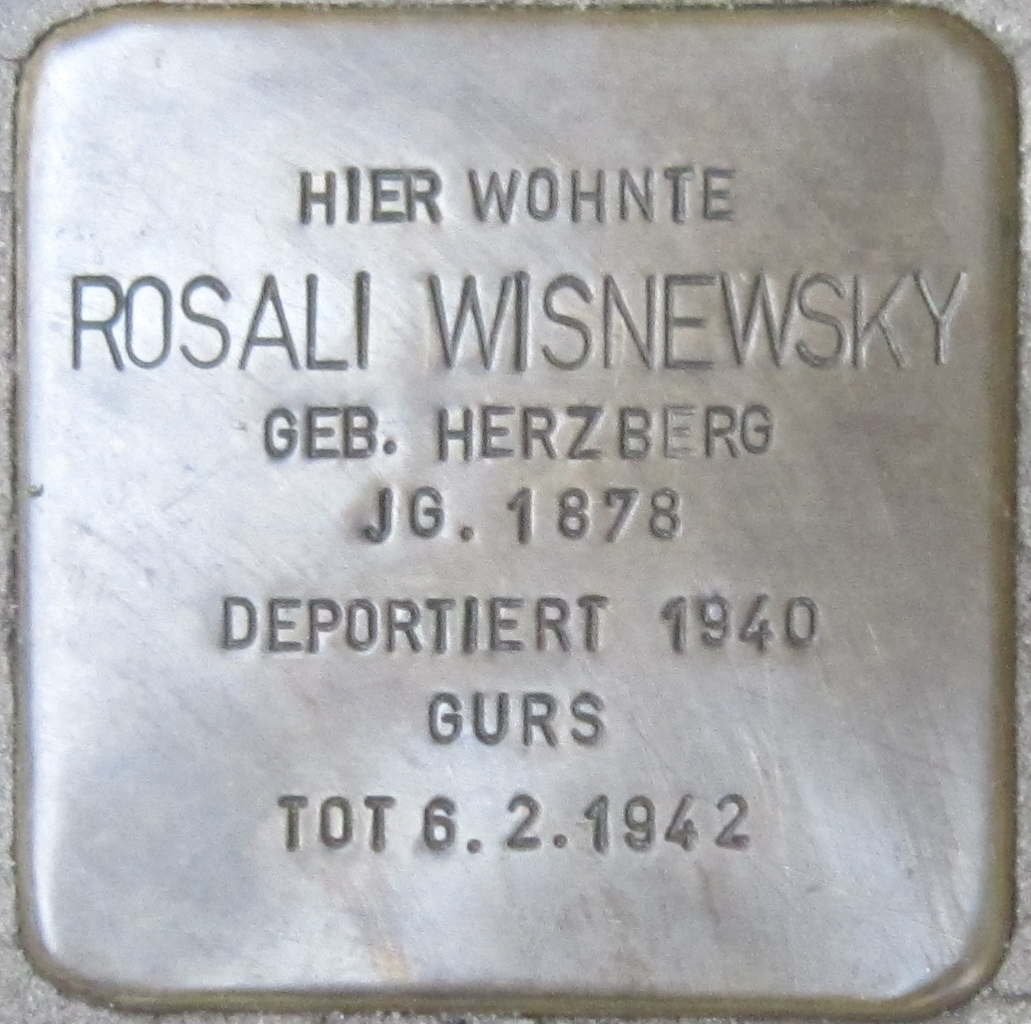 HIER WOHNTE
ROSALI WISNEWSKY
GEB. HERZBERG
JG. 1878
DEPORTIERT 1940
GURS
TOT 6.2.1942